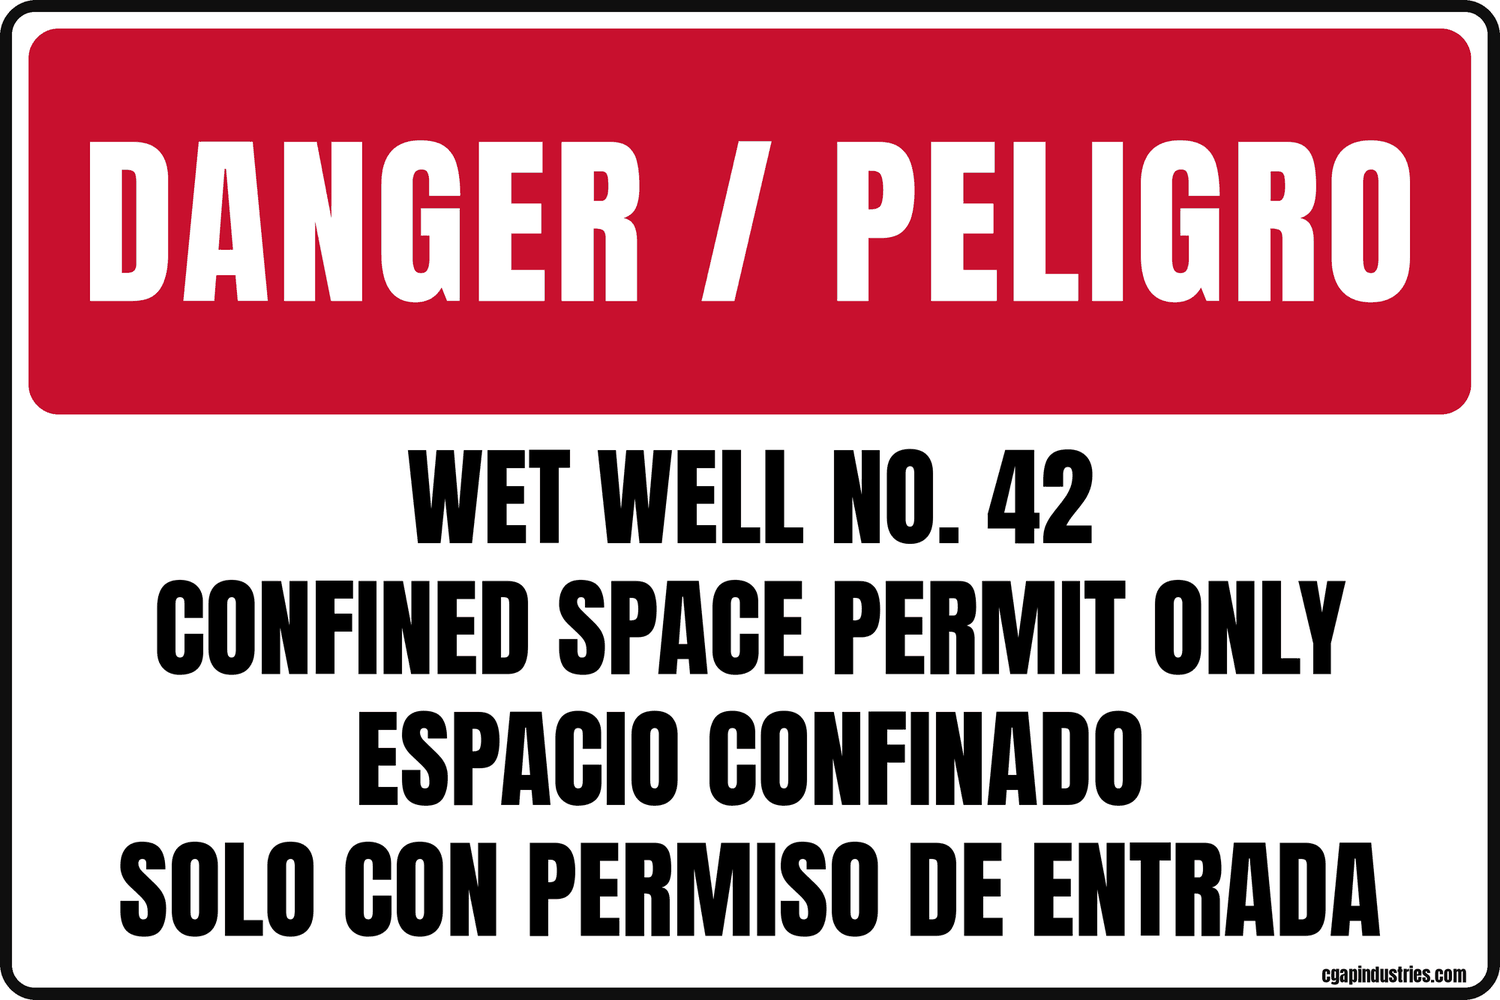 DANGER / PELIGRO
WET WELL NO. 42
CONFINED SPACE PERMIT ONLY
ESPACIO CONFINADO
SOLO CON PERMISO DE ENTRADA
cgapindustries.com